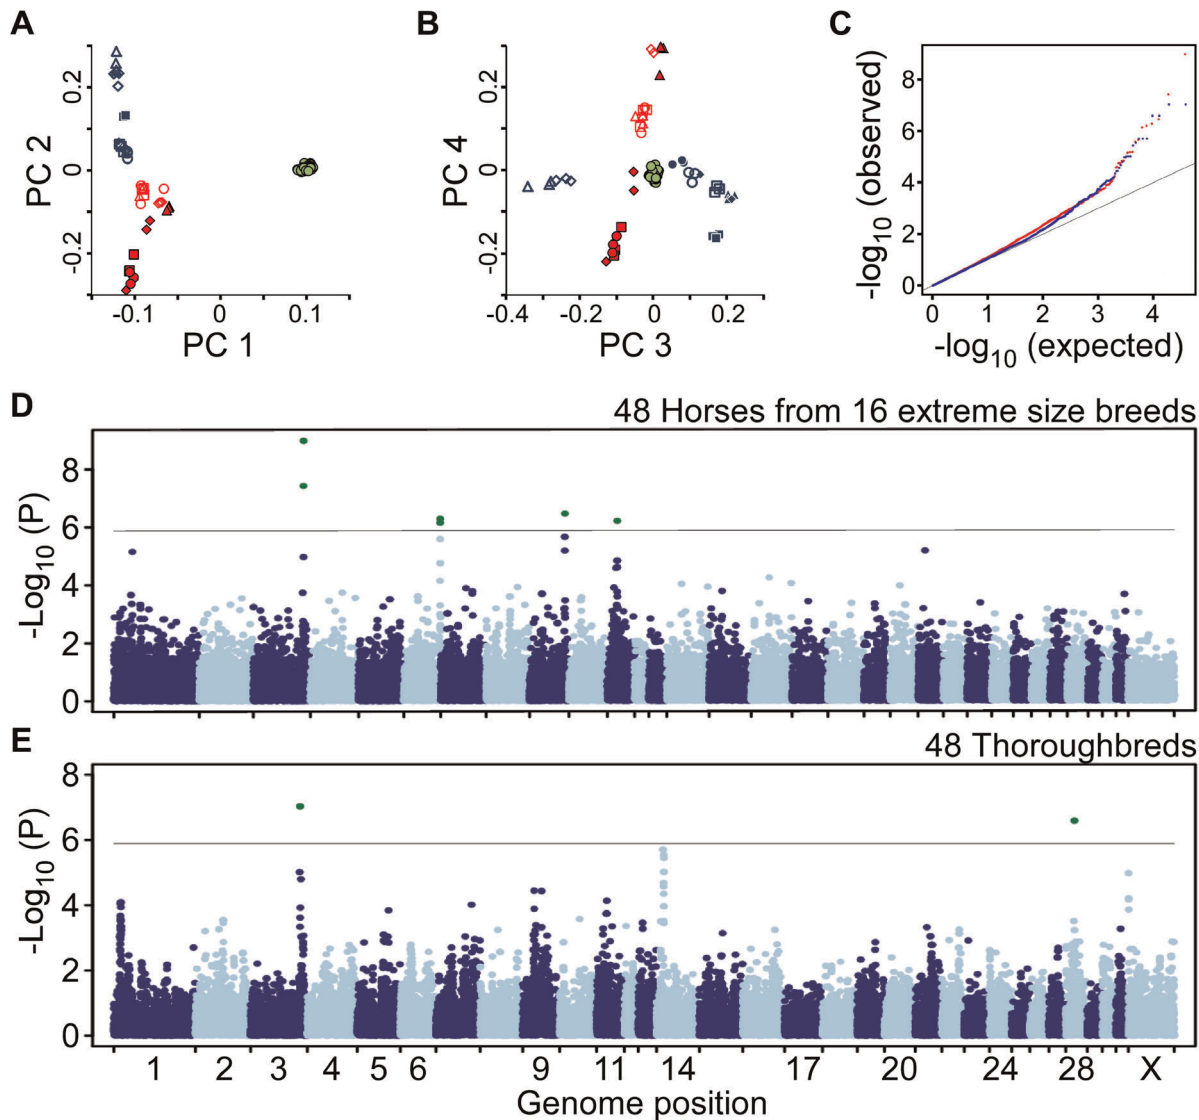 A
PC 2
0.2
0
-0.2
-0.1
0
0.1
PC 1
B
PC 4
0.2
0
-0.2
-0.4
-0.2
0
0.2
PC 3
C
-log10 (observed)
8
6
4
2
0
0
1
2
3
4
-log10 (expected)
D
48 Horses from 16 extreme size breeds
-Log10 (P)
8
6
4
2
0
E
48 Thoroughbreds
-Log10 (P)
8
6
4
2
0
1 2 3 4 5 6 9 11 14 17 20 24 28 X
Genome position